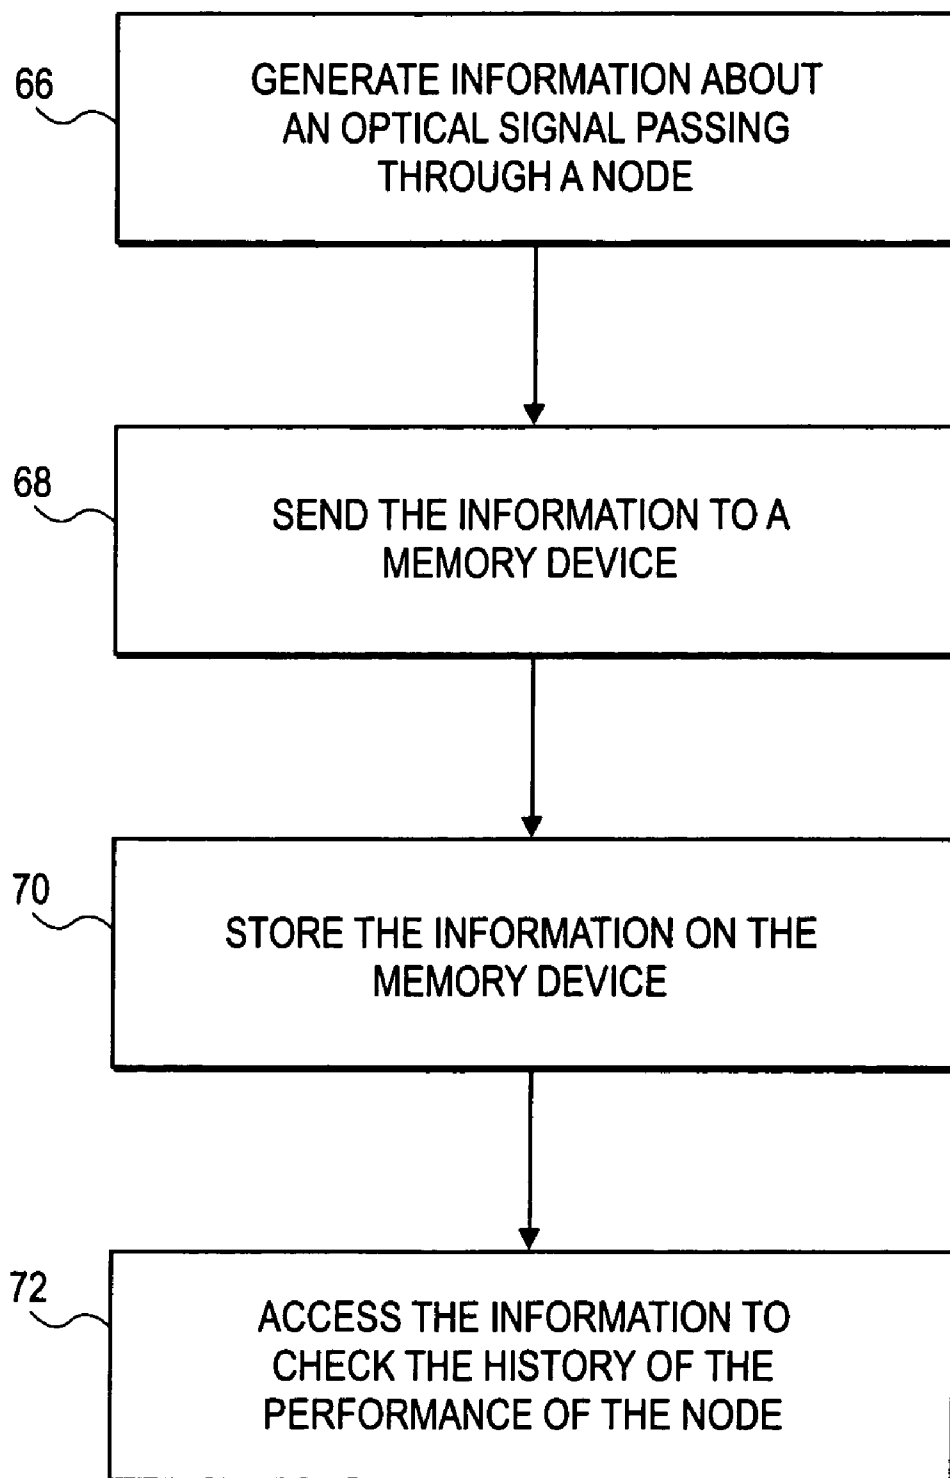 66
GENERATE INFORMATION ABOUT
AN OPTICAL SIGNAL PASSING
THROUGH A NODE
68
SEND THE INFORMATION TO A
MEMORY DEVICE
70
STORE THE INFORMATION ON THE
MEMORY DEVICE
72
ACCESS THE INFORMATION TO
CHECK THE HISTORY OF THE
PERFORMANCE OF THE NODE